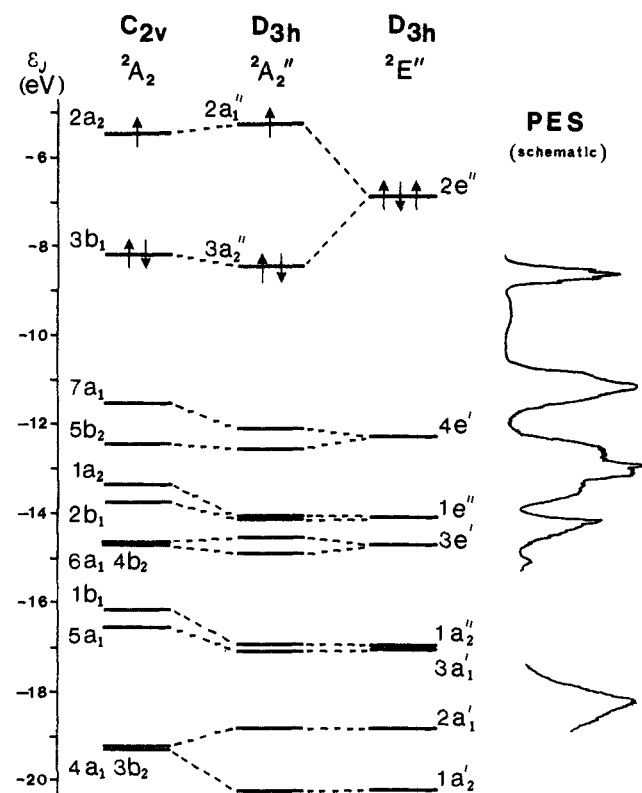 C2v D3h D3h
εJ (eV) ²A2 ²A2'' ²E'' PES
(schematic)
2a2 2a1''
-6
2e''
3b1 3a2''
-8
-10
7a1
-12
5b2 4e'
1a2
2b1 1e''
-14
3e'
6a1 4b2
1b1
-16
5a1 1a2''
3a1'
-18
2a1'
4a1 3b2 1a2'
-20